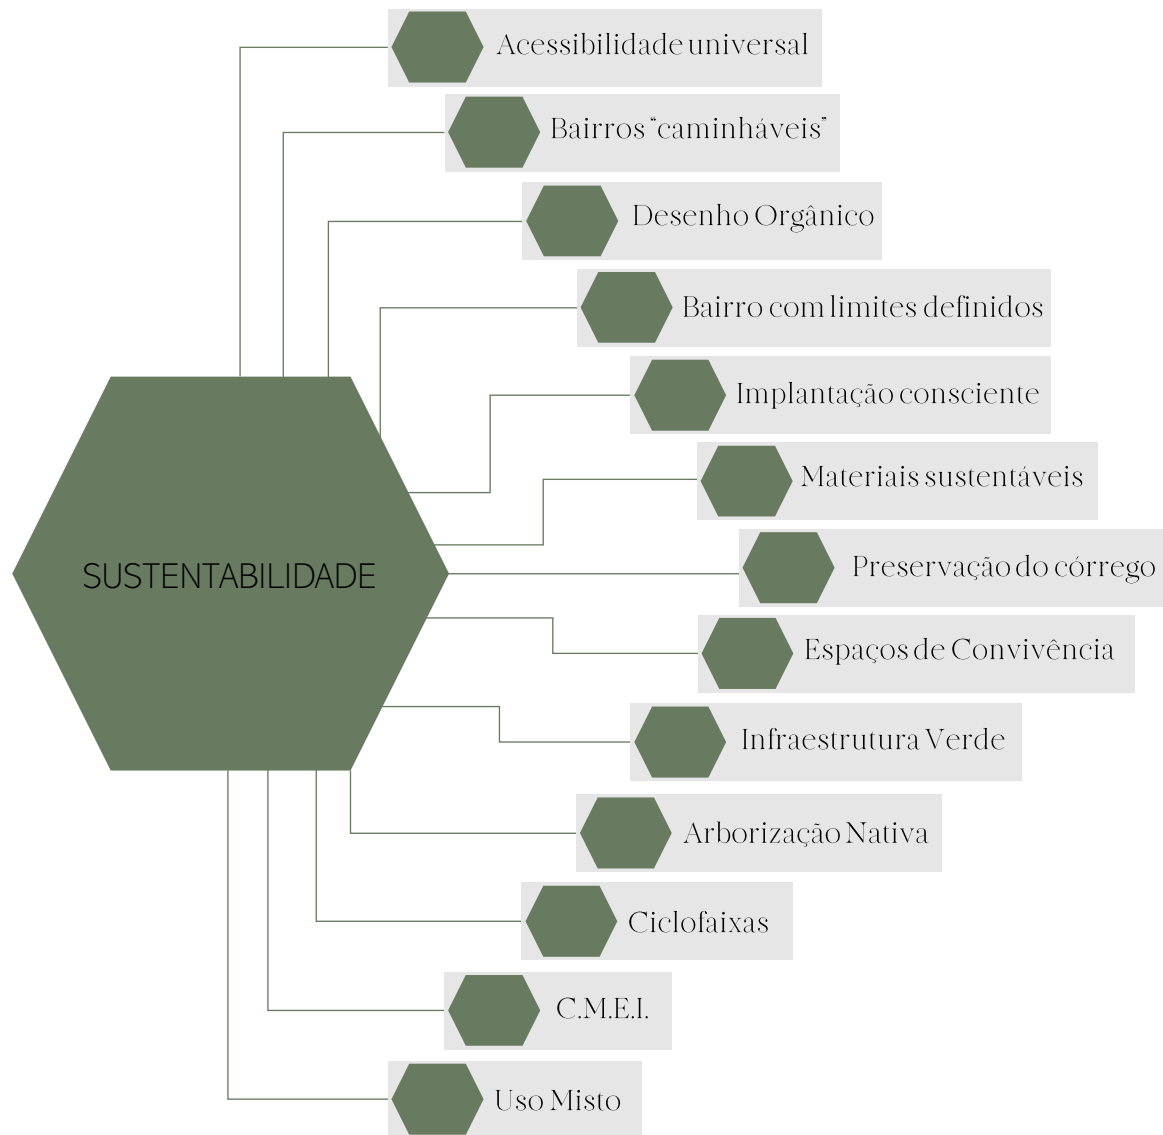 Acessibilidade universal
Bairros “caminháveis”
Desenho Orgânico
Bairro com limites definidos
Implantação consciente
Materiais sustentáveis
SUSTENTABILIDADE
Preservação do córrego
Espaços de Convivência
Infraestrutura Verde
Arborização Nativa
Ciclofaixas
C.M.E.I.
Uso Misto